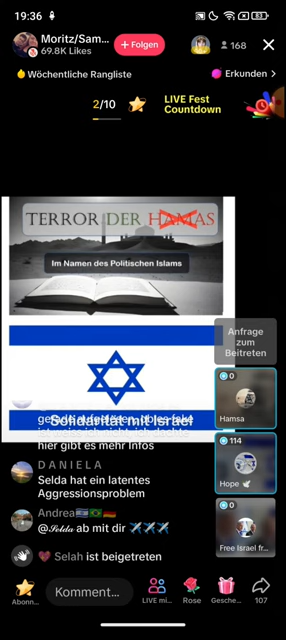 19:36
83
Moritz/Sam...
69.8K Likes
+ Folgen
168
Wöchentliche Rangliste
Erkunden >
2/10
LIVE Fest
Countdown
TERROR DER HAMAS
Im Namen des Politischen Islams
Anfrage
zum
Beitreten
0
Hamsa
Solidarität mit Israel
hier gibt es mehr Infos
114
Hope 🕊
DANIELA
Selda hat ein latentes
Aggressionsproblem
0
Free Israel fr...
Andrea🇮🇱🇧🇷🇩🇪
@Selda ab mit dir ✈️✈️✈️
Selah ist beigetreten
Abonn...
Kommentar...
LIVE mi...
Rose
Gesche...
107